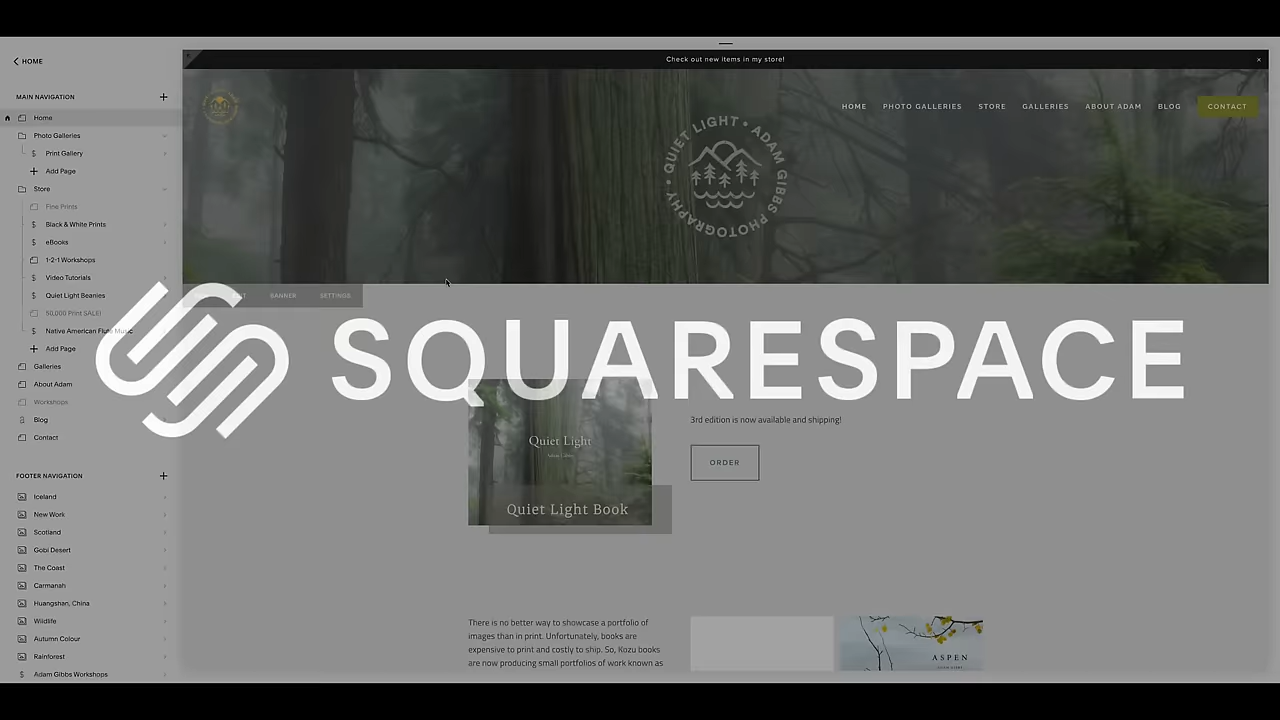 HOME
MAIN NAVIGATION
Home
Photo Galleries
Print Gallery
Add Page
Store
Fine Prints
Black & White Prints
eBooks
1-2-1 Workshops
Video Tutorials
Quiet Light Beanies
50,000 Print SALE!
Native American Flute Music
Add Page
Galleries
About Adam
Workshops
Blog
Contact
FOOTER NAVIGATION
Iceland
New Work
Scotland
Gobi Desert
The Coast
Carmanah
Huangshan, China
Wildlife
Autumn Colour
Rainforest
Adam Gibbs Workshops
Check out new items in my store!
HOME PHOTO GALLERIES STORE GALLERIES ABOUT ADAM BLOG CONTACT
QUIET LIGHT • ADAM GIBBS PHOTOGRAPHY •
BANNER SETTINGS
SQUARESPACE
Quiet Light
Quiet Light Book
3rd edition is now available and shipping!
ORDER
There is no better way to showcase a portfolio of
images than in print. Unfortunately, books are
expensive to print and costly to ship. So, Kozu books
are now producing small portfolios of work known as
ASPEN